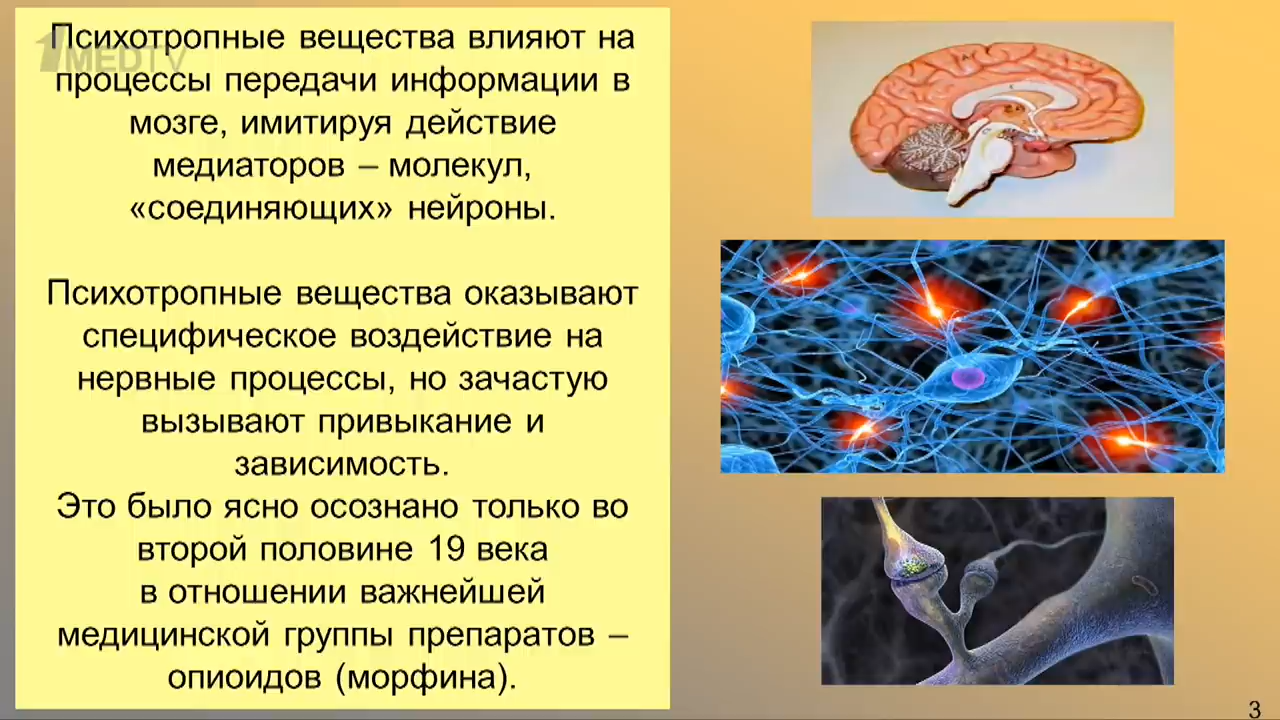 1MEDTV
Психотропные вещества влияют на
процессы передачи информации в
мозге, имитируя действие
медиаторов – молекул,
«соединяющих» нейроны.
Психотропные вещества оказывают
специфическое воздействие на
нервные процессы, но зачастую
вызывают привыкание и
зависимость.
Это было ясно осознано только во
второй половине 19 века
в отношении важнейшей
медицинской группы препаратов –
опиоидов (морфина).
3